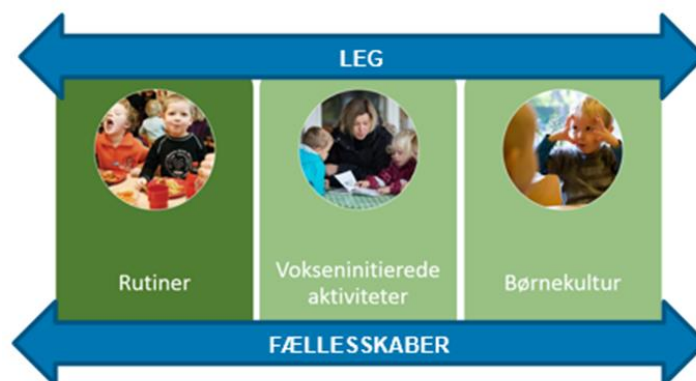 LEG
Rutiner
Vokseninitierede
aktiviteter
Børnekultur
FÆLLESSKABER